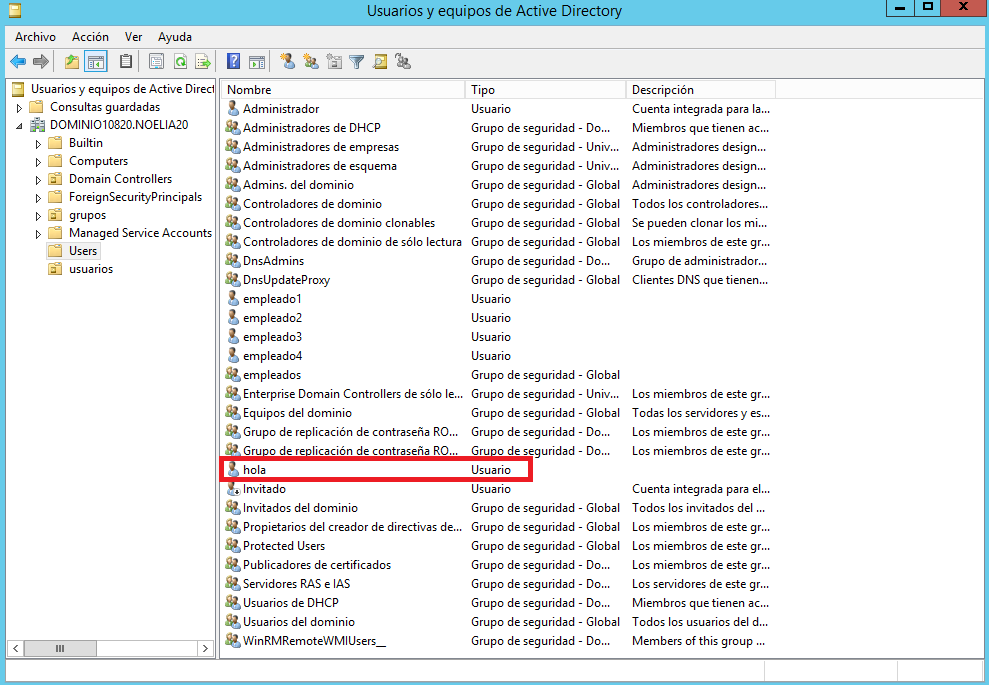 Usuarios y equipos de Active Directory
Archivo Acción Ver Ayuda
Usuarios y equipos de Active Direct
Consultas guardadas
DOMINIO10820.NOELIA20
Builtin
Computers
Domain Controllers
ForeignSecurityPrincipals
grupos
Managed Service Accounts
Users
usuarios
Nombre Tipo Descripción
Administrador Usuario Cuenta integrada para la...
Administradores de DHCP Grupo de seguridad - Do... Miembros que tienen ac...
Administradores de empresas Grupo de seguridad - Univ... Administradores design...
Administradores de esquema Grupo de seguridad - Univ... Administradores design...
Admins. del dominio Grupo de seguridad - Global Administradores design...
Controladores de dominio Grupo de seguridad - Global Todos los controladores...
Controladores de dominio clonables Grupo de seguridad - Global Se pueden clonar los mi...
Controladores de dominio de sólo lectura Grupo de seguridad - Global Los miembros de este gr...
DnsAdmins Grupo de seguridad - Do... Grupo de administrador...
DnsUpdateProxy Grupo de seguridad - Global Clientes DNS que tienen...
empleado1 Usuario
empleado2 Usuario
empleado3 Usuario
empleado4 Usuario
empleados Grupo de seguridad - Global
Enterprise Domain Controllers de sólo le... Grupo de seguridad - Univ... Los miembros de este gr...
Equipos del dominio Grupo de seguridad - Global Todas los servidores y es...
Grupo de replicación de contraseña RO... Grupo de seguridad - Do... Los miembros de este gr...
Grupo de replicación de contraseña RO... Grupo de seguridad - Do... Los miembros de este gr...
hola Usuario
Invitado Usuario Cuenta integrada para el...
Invitados del dominio Grupo de seguridad - Global Todos los invitados del ...
Propietarios del creador de directivas de... Grupo de seguridad - Global Los miembros de este gr...
Protected Users Grupo de seguridad - Global Los miembros de este gr...
Publicadores de certificados Grupo de seguridad - Do... Los miembros de este gr...
Servidores RAS e IAS Grupo de seguridad - Do... Los servidores de este gr...
Usuarios de DHCP Grupo de seguridad - Do... Miembros que tienen ac...
Usuarios del dominio Grupo de seguridad - Global Todos los usuarios del d...
WinRMRemoteWMIUsers__ Grupo de seguridad - Do... Members of this group ...